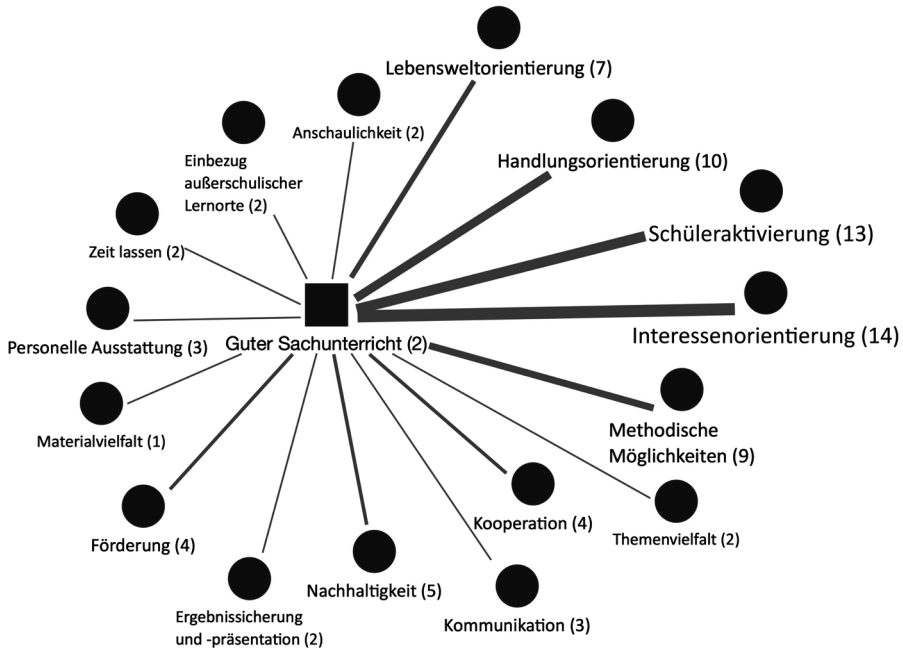 Lebensweltorientierung (7)
Anschaulichkeit (2)
Handlungsorientierung (10)
Einbezug
außerschulischer
Lernorte (2)
Schüleraktivierung (13)
Zeit lassen (2)
Interessenorientierung (14)
Personelle Ausstattung (3)
Guter Sachunterricht (2)
Materialvielfalt (1)
Methodische
Möglichkeiten (9)
Kooperation (4)
Themenvielfalt (2)
Förderung (4)
Nachhaltigkeit (5)
Ergebnissicherung
und -präsentation (2)
Kommunikation (3)